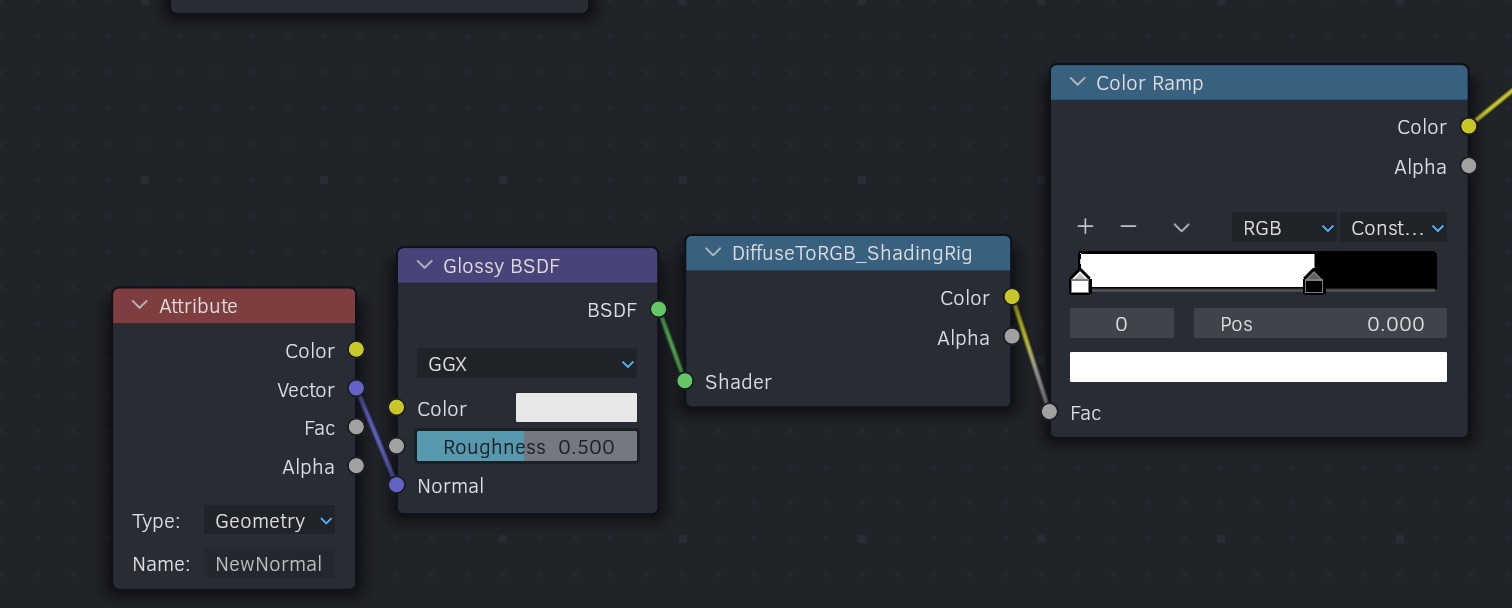 Attribute
Color
Vector
Fac
Alpha
Type: Geometry
Name: NewNormal
Glossy BSDF
BSDF
GGX
Color
Roughness 0.500
Normal
DiffuseToRGB_ShadingRig
Color
Alpha
Shader
Color Ramp
Color
Alpha
RGB Const...
0 Pos 0.000
Fac